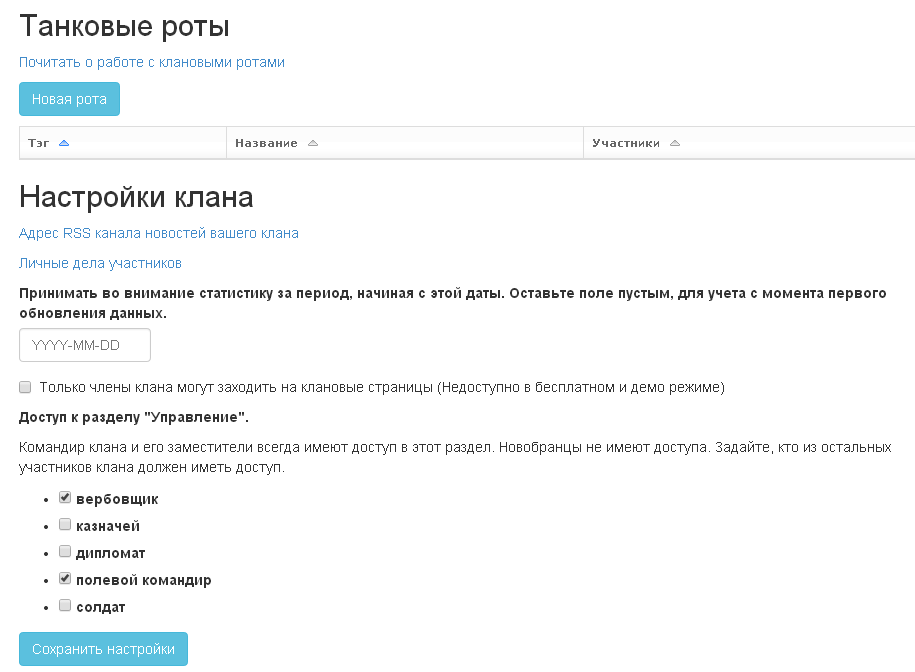 Танковые роты
Почитать о работе с клановыми ротами
Новая рота
Тэг Название Участники
Настройки клана
Адрес RSS канала новостей вашего клана
Личные дела участников
Принимать во внимание статистику за период, начиная с этой даты. Оставьте поле пустым, для учета с момента первого
обновления данных.
YYYY-MM-DD
Только члены клана могут заходить на клановые страницы (Недоступно в бесплатном и демо режиме)
Доступ к разделу "Управление".
Командир клана и его заместители всегда имеют доступ в этот раздел. Новобранцы не имеют доступа. Задайте, кто из остальных
участников клана должен иметь доступ.
вербовщик
казначей
дипломат
полевой командир
солдат
Сохранить настройки